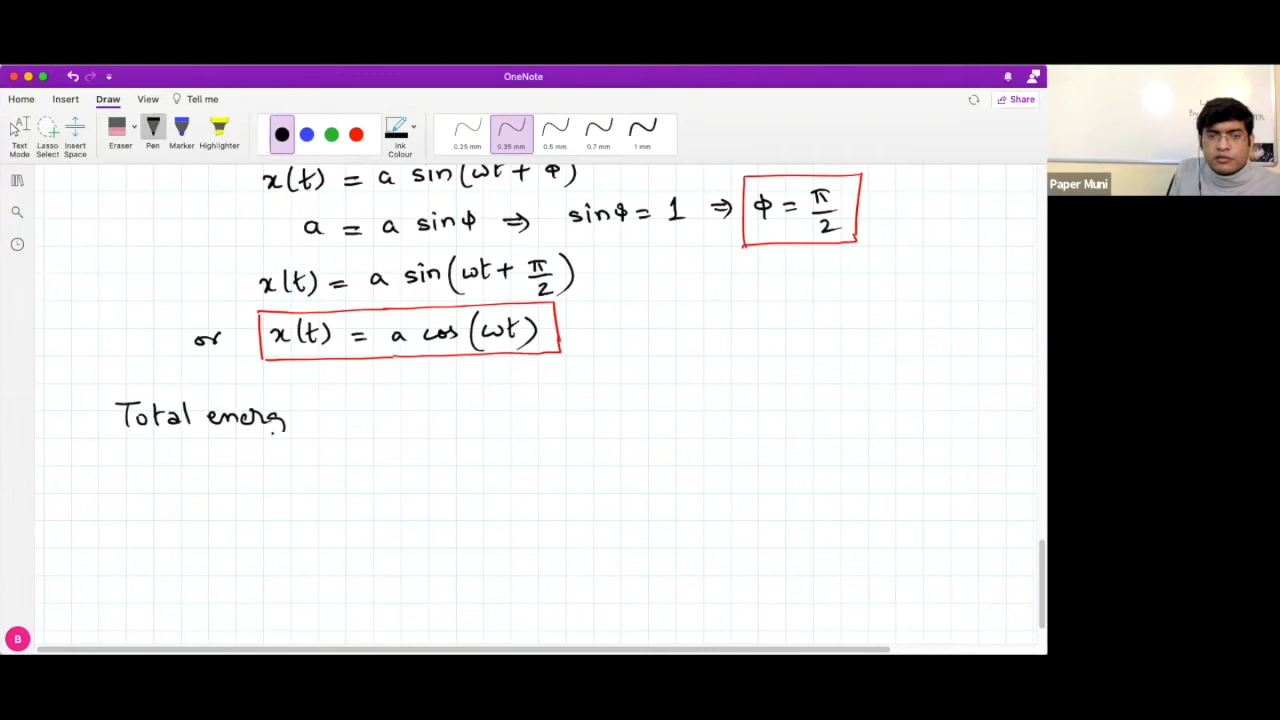 OneNote
Home Insert Draw View Tell me
Share
Text Mode
Lasso Select
Insert Space
Eraser
Pen
Marker
Highlighter
Ink Colour
0.25 mm
0.35 mm
0.5 mm
0.7 mm
1 mm
Paper Muni
x(t) = a sin(ωt + φ)
a = a sinφ ⇒ sinφ = 1 ⇒ φ = π/2
x(t) = a sin(ωt + π/2)
or x(t) = a cos(ωt)
Total energ
B